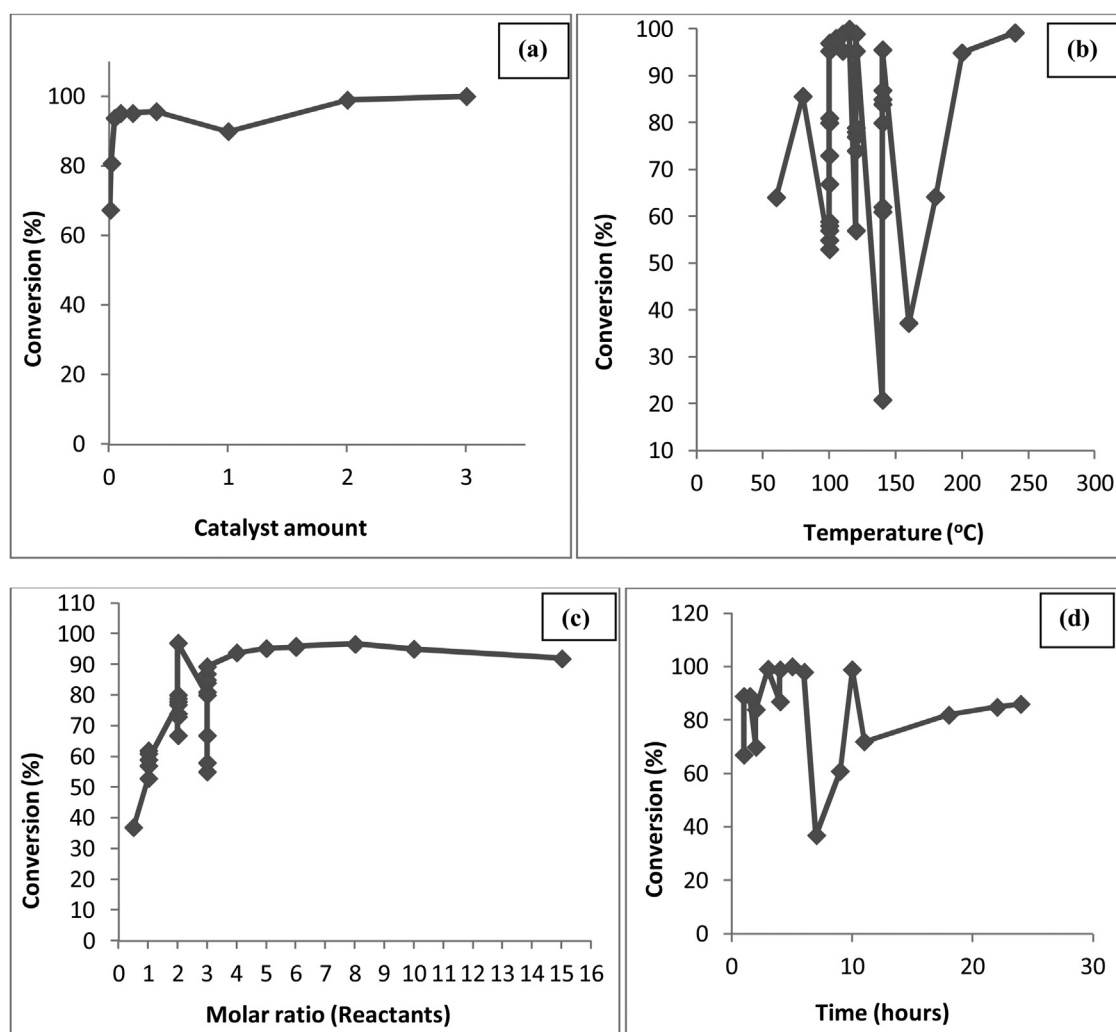 (a)
100
80
60
40
20
0
0 1 2 3
Conversion (%)
Catalyst amount
(b)
100
90
80
70
60
50
40
30
20
10
0 50 100 150 200 250 300
Conversion (%)
Temperature (ºC)
(c)
110
100
90
80
70
60
50
40
30
20
10
0
0 1 2 3 4 5 6 7 8 9 10 11 12 13 14 15 16
Conversion (%)
Molar ratio (Reactants)
(d)
120
100
80
60
40
20
0
0 10 20 30
Conversion (%)
Time (hours)